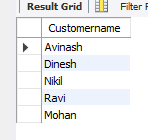 Result Grid Filter
Customername
Avinash
Dinesh
Nikil
Ravi
Mohan